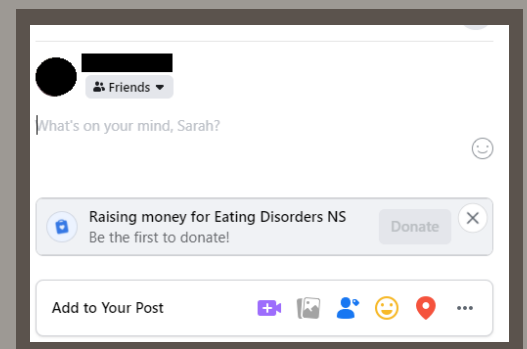 Friends
What's on your mind, Sarah?
Raising money for Eating Disorders NS
Be the first to donate!
Donate
Add to Your Post